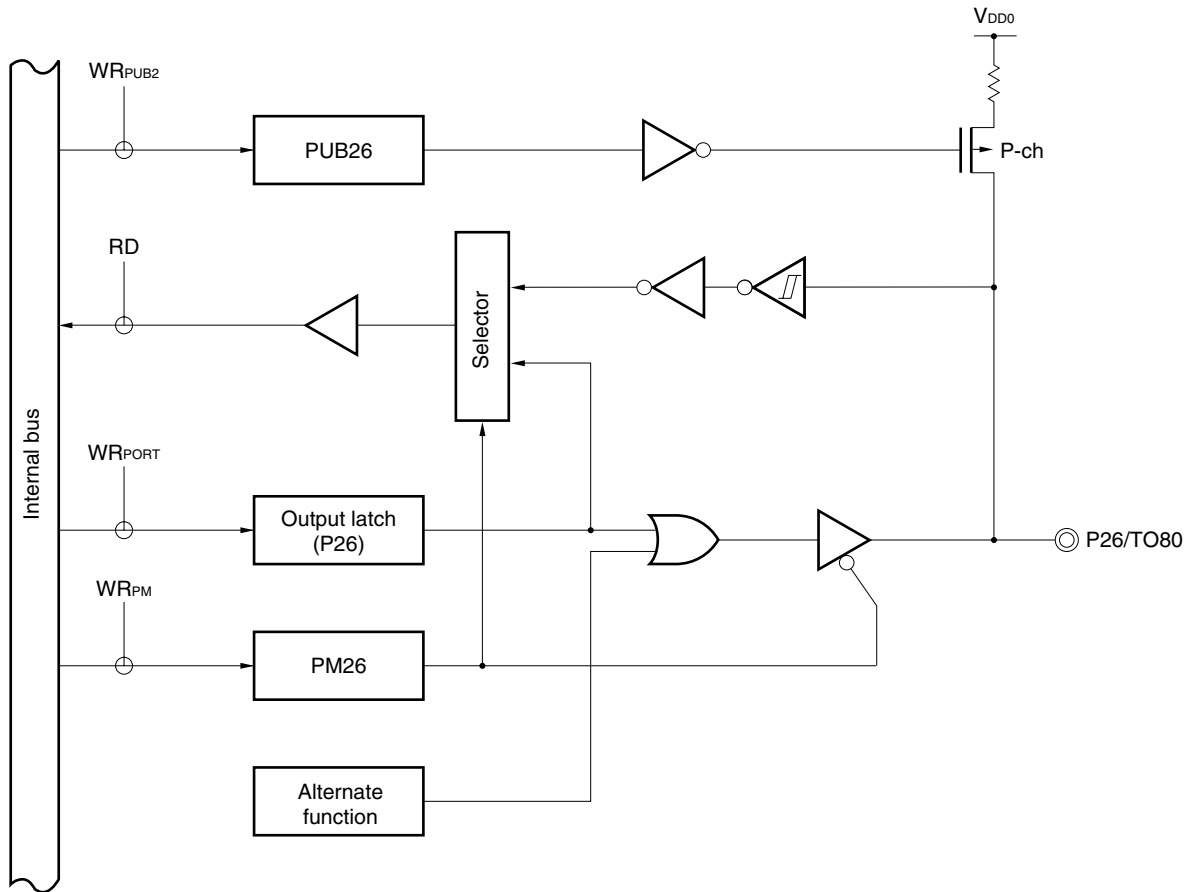 VDD0
WRPUB2
PUB26
P-ch
RD
Selector
Internal bus
WRPORT
Output latch
(P26)
P26/TO80
WRPM
PM26
Alternate
function